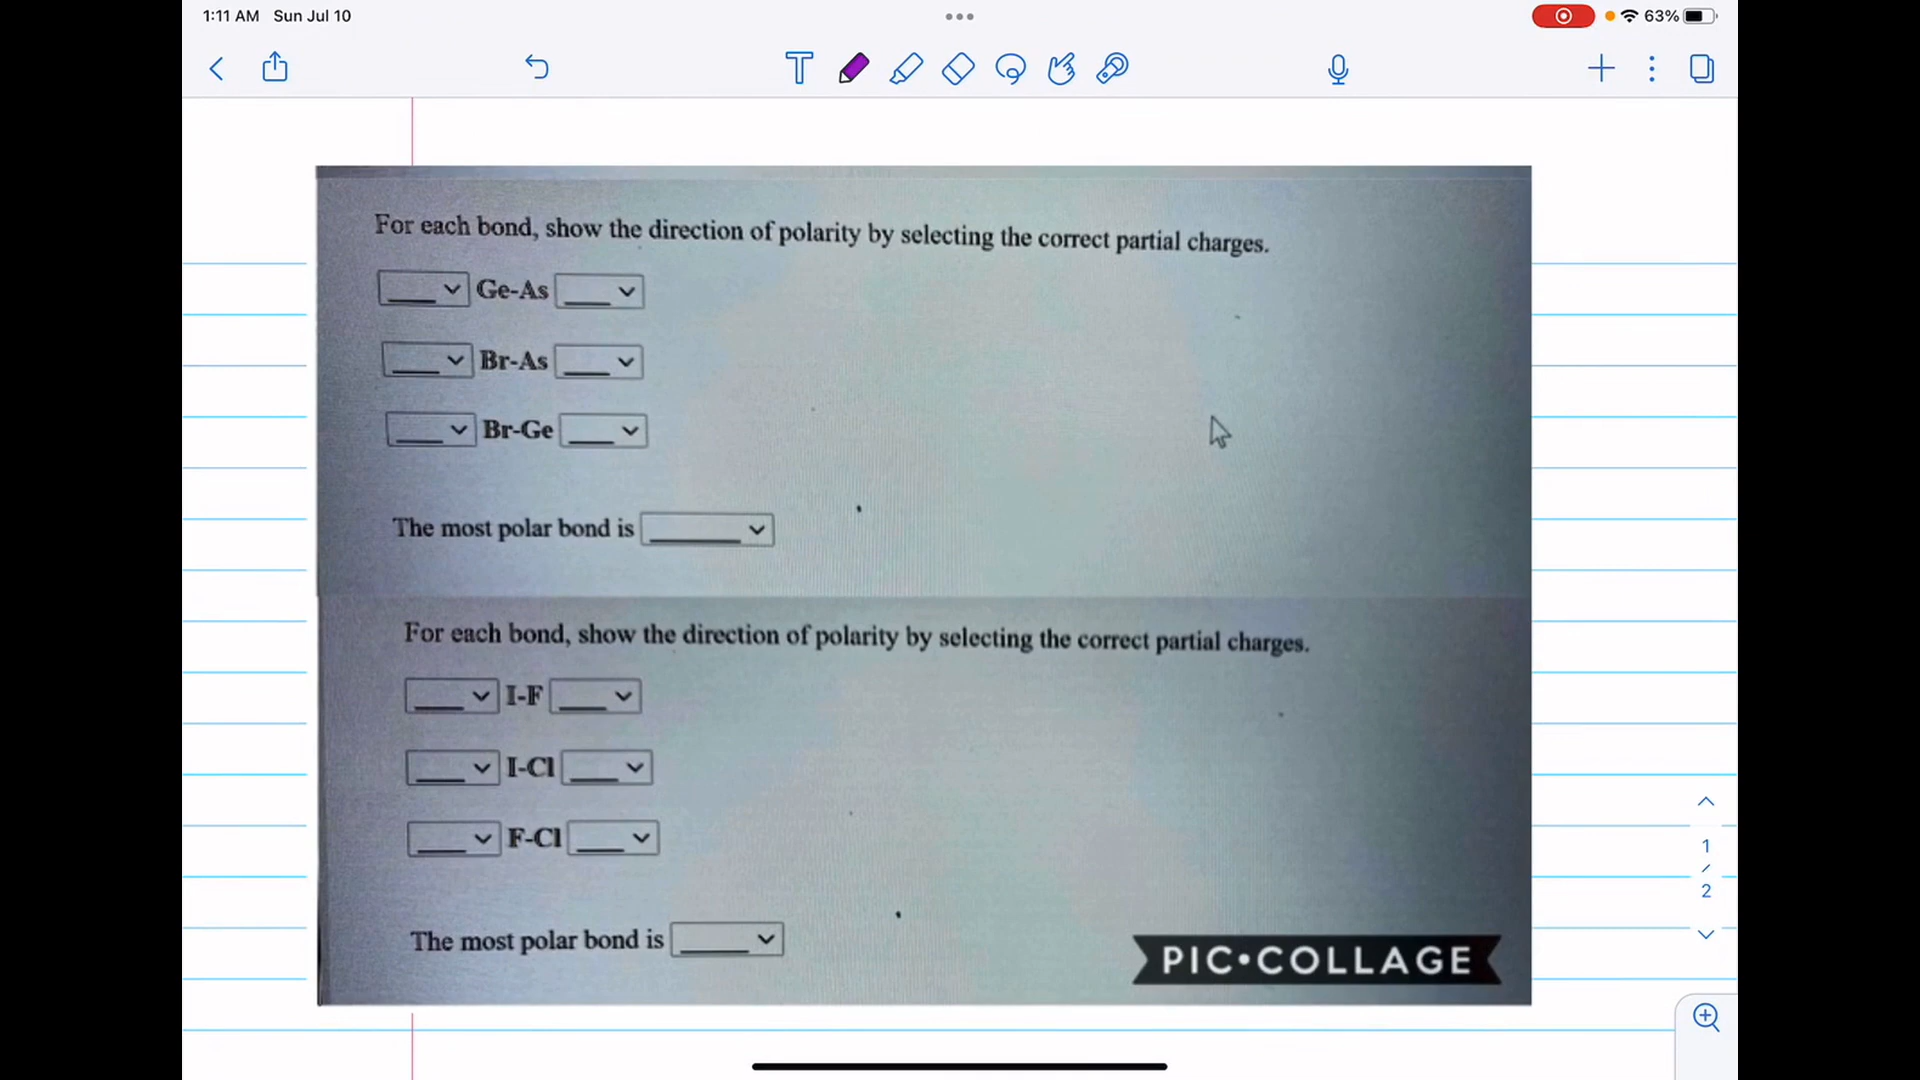 1:11 AM Sun Jul 10
63%
For each bond, show the direction of polarity by selecting the correct partial charges.
Ge-As
Br-As
Br-Ge
The most polar bond is
For each bond, show the direction of polarity by selecting the correct partial charges.
I-F
I-Cl
F-Cl
The most polar bond is
PIC•COLLAGE
1
/
2